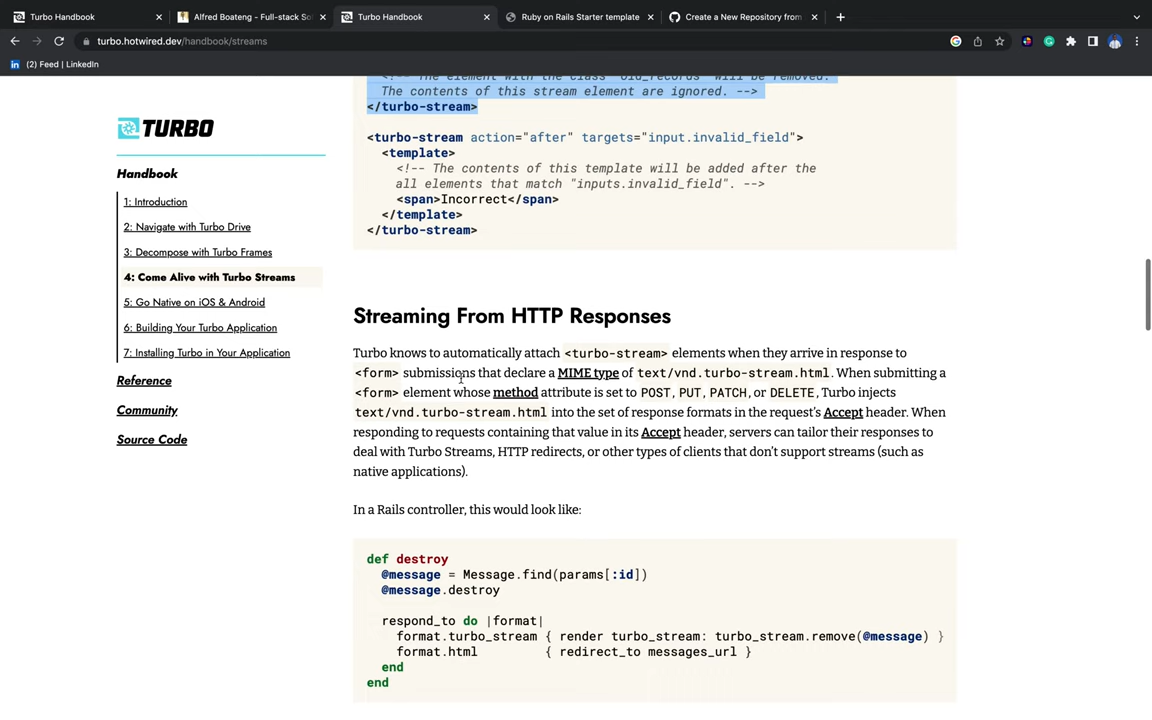 Turbo Handbook
Alfred Boateng - Full-stack So
Turbo Handbook
Ruby on Rails Starter template
Create a New Repository from
turbo.hotwired.dev/handbook/streams
(2) Feed | LinkedIn
TURBO
Handbook
1: Introduction
2: Navigate with Turbo Drive
3: Decompose with Turbo Frames
4: Come Alive with Turbo Streams
5: Go Native on iOS & Android
6: Building Your Turbo Application
7: Installing Turbo in Your Application
Reference
Community
Source Code
<!-- The element with the class "old_records" will be removed.
The contents of this stream element are ignored. -->
</turbo-stream>
<turbo-stream action="after" targets="input.invalid_field">
<template>
<!-- The contents of this template will be added after the
all elements that match "inputs.invalid_field". -->
<span>Incorrect</span>
</template>
</turbo-stream>
Streaming From HTTP Responses
Turbo knows to automatically attach <turbo-stream> elements when they arrive in response to
<form> submissions that declare a MIME type of text/vnd.turbo-stream.html. When submitting a
<form> element whose method attribute is set to POST, PUT, PATCH, or DELETE, Turbo injects
text/vnd.turbo-stream.html into the set of response formats in the request's Accept header. When
responding to requests containing that value in its Accept header, servers can tailor their responses to
deal with Turbo Streams, HTTP redirects, or other types of clients that don't support streams (such as
native applications).
In a Rails controller, this would look like:
def destroy
@message = Message.find(params[:id])
@message.destroy
respond_to do |format|
format.turbo_stream { render turbo_stream: turbo_stream.remove(@message) }
format.html { redirect_to messages_url }
end
end